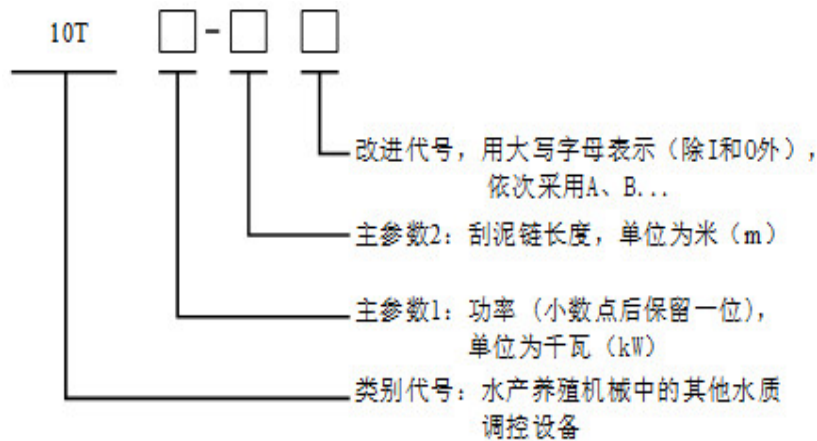 10T □-□ □
改进代号，用大写字母表示（除I和O外），
依次采用A、B...
主参数2：刮泥链长度，单位为米（m）
主参数1：功率（小数点后保留一位），
单位为千瓦（kW）
类别代号：水产养殖机械中的其他水质
调控设备